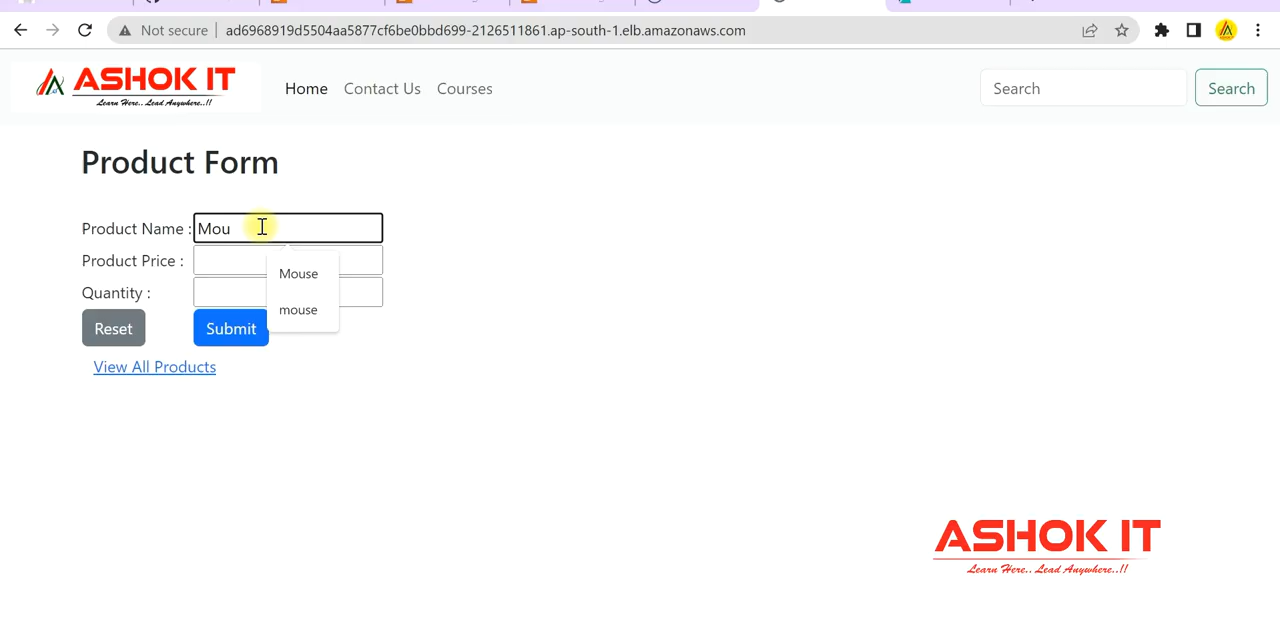 Not secure
ad6968919d5504aa5877cf6be0bbd699-2126511861.ap-south-1.elb.amazonaws.com
ASHOK IT
Learn Here.. Lead Anywhere..!!
Home
Contact Us
Courses
Search
Search
Product Form
Product Name :
Mou
Product Price :
Mouse
Quantity :
mouse
Reset
Submit
View All Products
ASHOK IT
Learn Here.. Lead Anywhere..!!